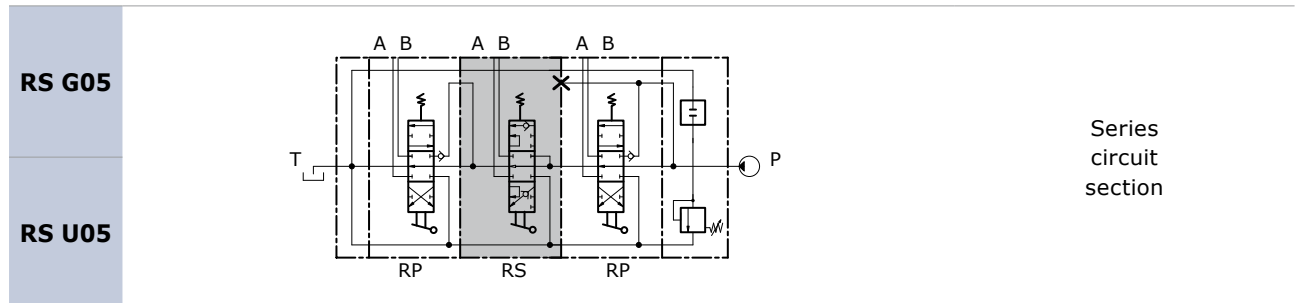 RS G05
RS U05
A B A B A B
T
P
RP RS RP
Series
circuit
section